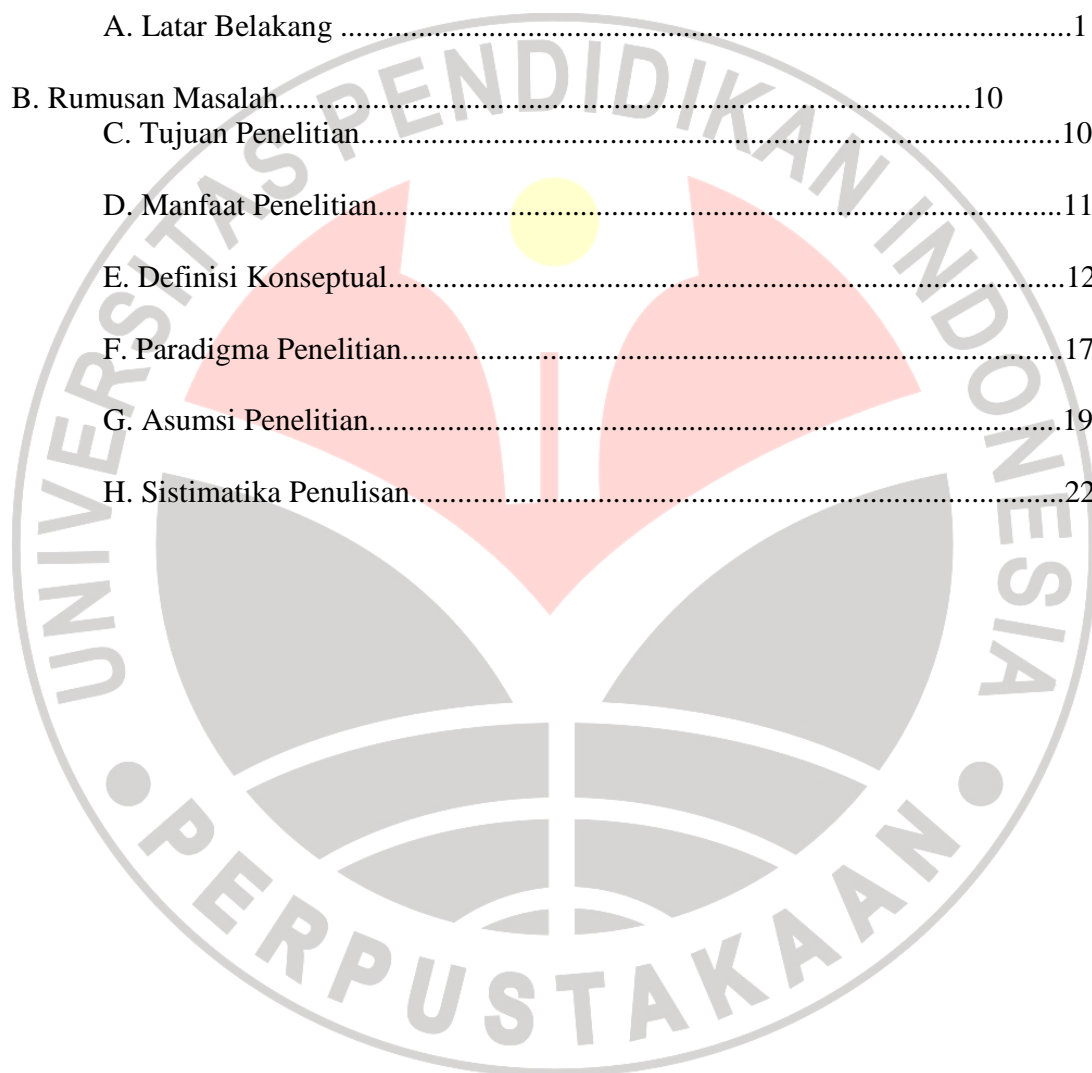 A. Latar Belakang ...........................................................................................1
B. Rumusan Masalah.......................................................................................10
C. Tujuan Penelitian........................................................................................10
D. Manfaat Penelitian......................................................................................11
E. Definisi Konseptual.....................................................................................12
F. Paradigma Penelitian...................................................................................17
G. Asumsi Penelitian.......................................................................................19
H. Sistimatika Penulisan..................................................................................22
UNIVERSITAS PENDIDIKAN INDONESIA
PERPUSTAKAAN